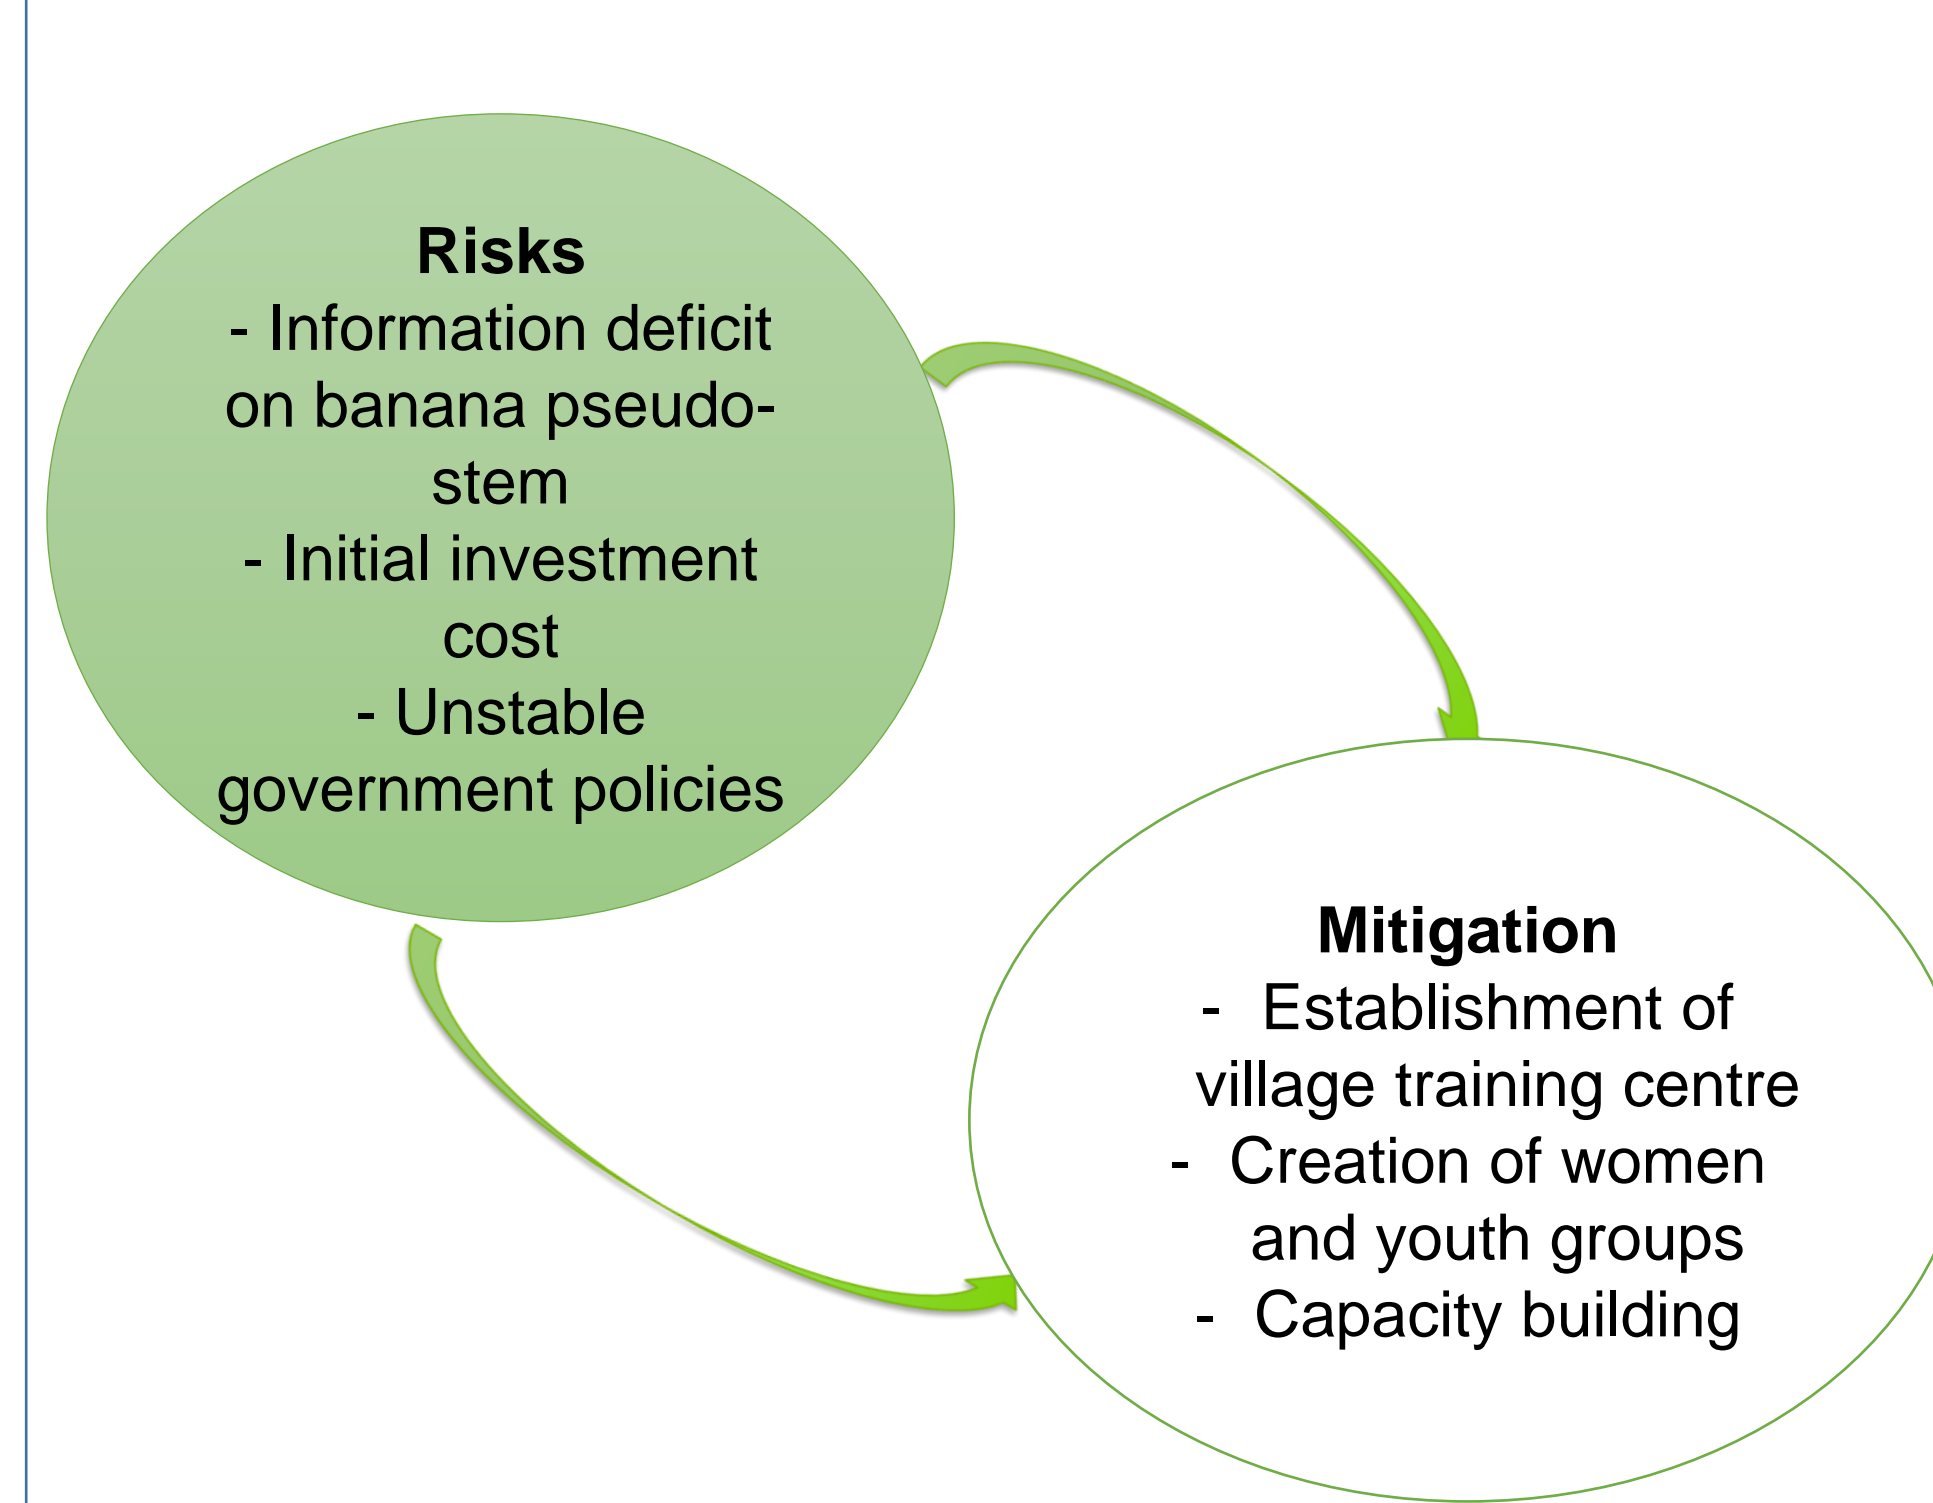 Risks
- Information deficit
on banana pseudo-
stem
- Initial investment
cost
- Unstable
government policies
Mitigation
- Establishment of
village training centre
- Creation of women
and youth groups
- Capacity building